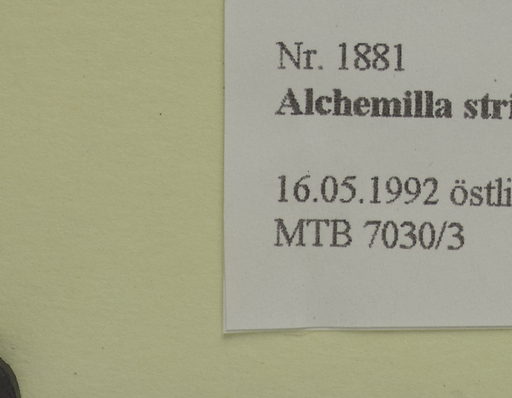 Nr. 1881
Alchemilla stri
16.05.1992 östli
MTB 7030/3